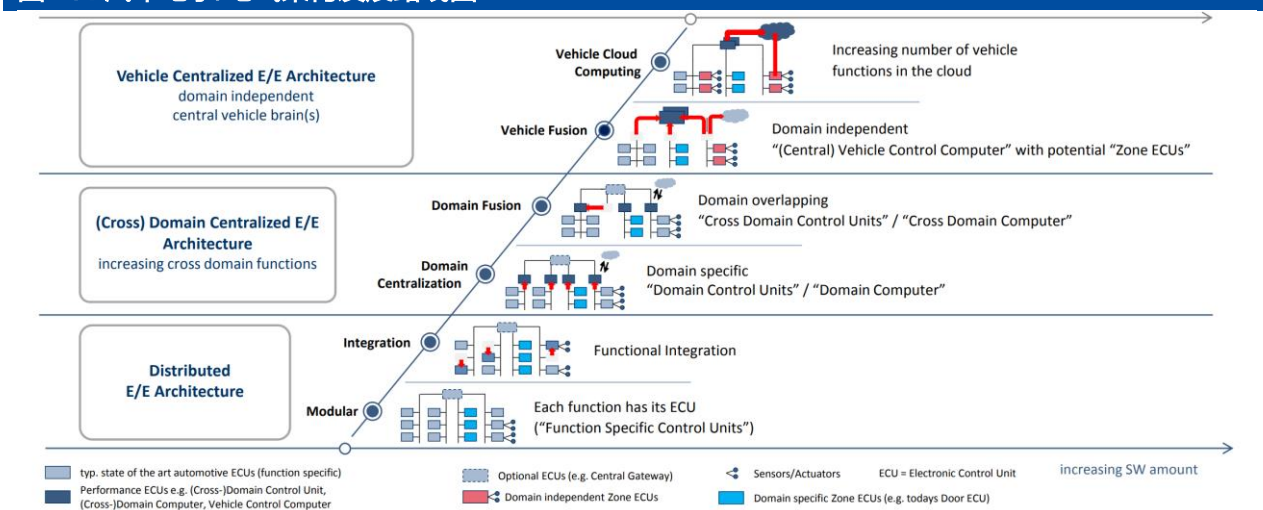 Vehicle Centralized E/E Architecture
domain independent
central vehicle brain(s)
Vehicle Cloud
Computing
Increasing number of vehicle
functions in the cloud
Vehicle Fusion
Domain independent
“(Central) Vehicle Control Computer” with potential “Zone ECUs”
(Cross) Domain Centralized E/E
Architecture
increasing cross domain functions
Domain Fusion
Domain overlapping
“Cross Domain Control Units” / “Cross Domain Computer”
Domain
Centralization
Domain specific
“Domain Control Units” / “Domain Computer”
Distributed
E/E Architecture
Integration
Functional Integration
Modular
Each function has its ECU
(“Function Specific Control Units”)
typ. state of the art automotive ECUs (function specific)
Performance ECUs e.g. (Cross-)Domain Control Unit,
(Cross-)Domain Computer, Vehicle Control Computer
Optional ECUs (e.g. Central Gateway)
Domain independent Zone ECUs
Sensors/Actuators
ECU = Electronic Control Unit
Domain specific Zone ECUs (e.g. todays Door ECU)
increasing SW amount